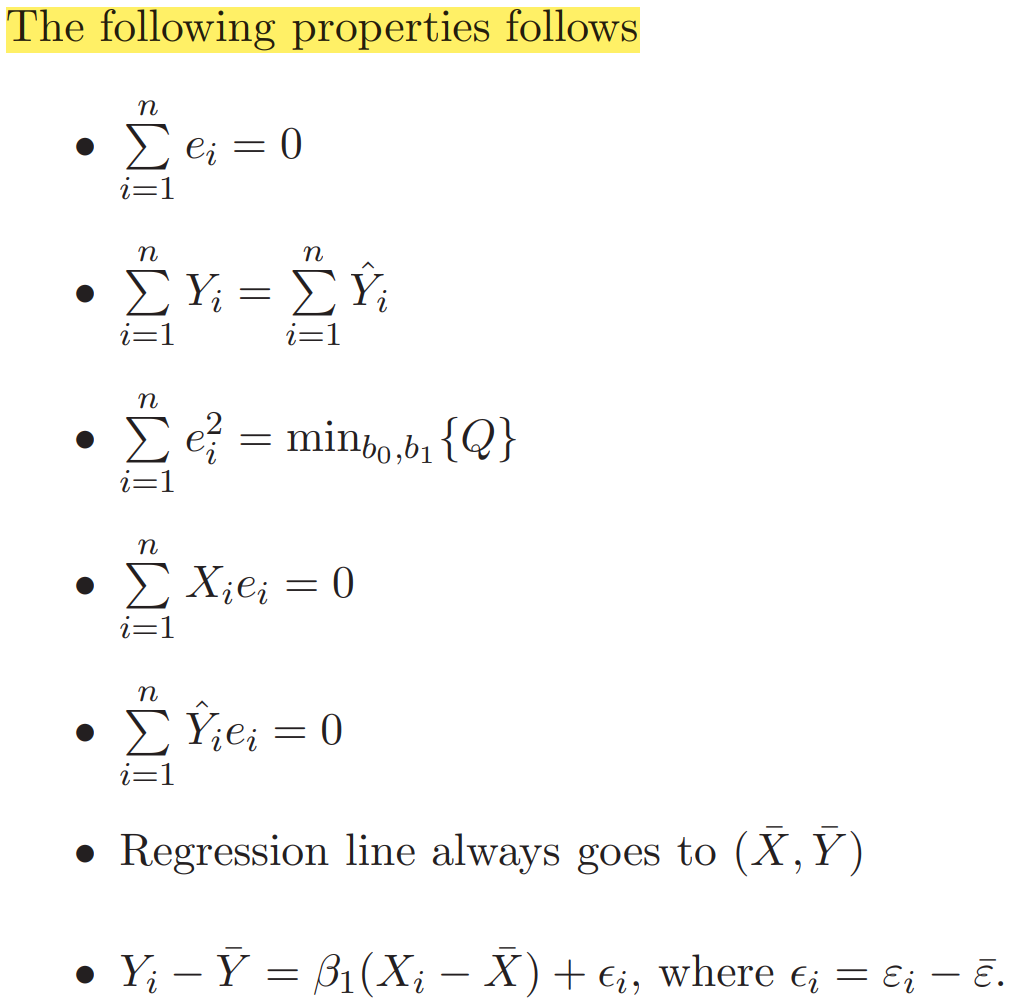 The following properties follows
• $\sum_{i=1}^{n} e_i = 0$
• $\sum_{i=1}^{n} Y_i = \sum_{i=1}^{n} \hat{Y}_i$
• $\sum_{i=1}^{n} e_i^2 = \min_{b_0,b_1}\{Q\}$
• $\sum_{i=1}^{n} X_i e_i = 0$
• $\sum_{i=1}^{n} \hat{Y}_i e_i = 0$
• Regression line always goes to $(\bar{X}, \bar{Y})$
• $Y_i - \bar{Y} = \beta_1(X_i - \bar{X}) + \epsilon_i$, where $\epsilon_i = \varepsilon_i - \bar{\varepsilon}$.